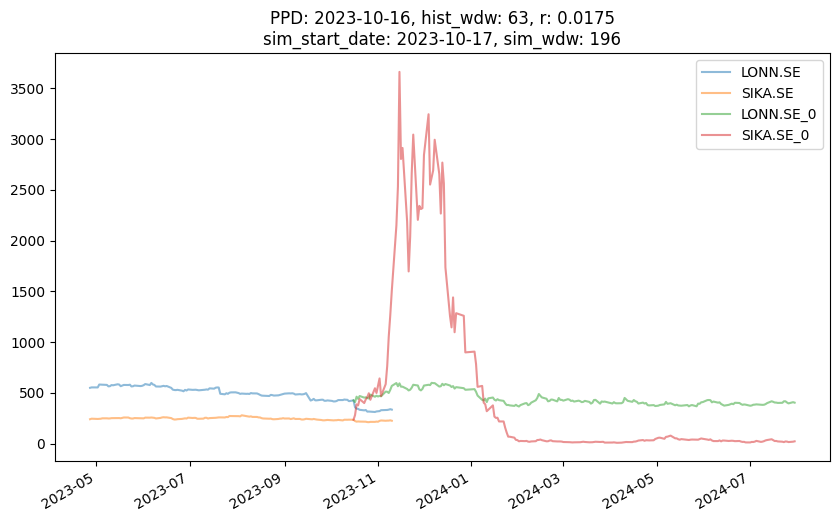 PPD: 2023-10-16, hist_wdw: 63, r: 0.0175
sim_start_date: 2023-10-17, sim_wdw: 196
LONN.SE
SIKA.SE
LONN.SE_0
SIKA.SE_0
3500
3000
2500
2000
1500
1000
500
0
2023-05
2023-07
2023-09
2023-11
2024-01
2024-03
2024-05
2024-07